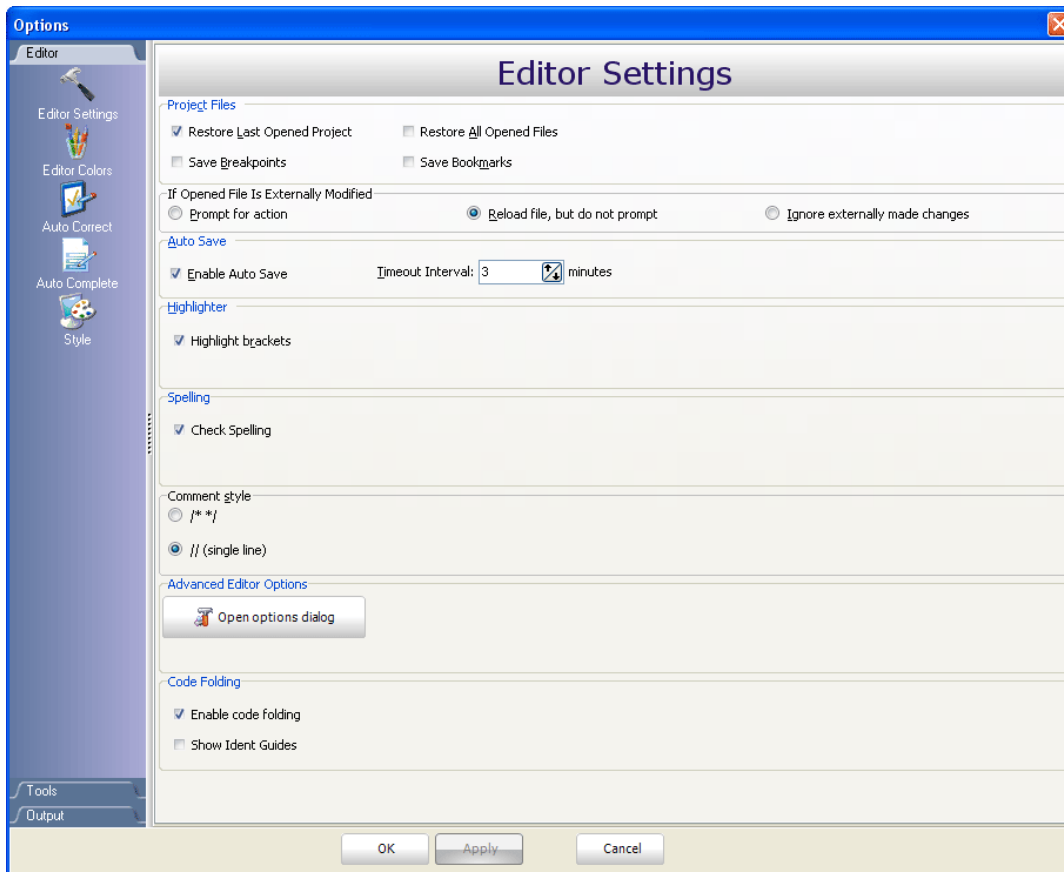 Options
Editor
Editor Settings
Editor Colors
Auto Correct
Auto Complete
Style
Tools
Output
Editor Settings
Project Files
Restore Last Opened Project
Restore All Opened Files
Save Breakpoints
Save Bookmarks
If Opened File Is Externally Modified
Prompt for action
Reload file, but do not prompt
Ignore externally made changes
Auto Save
Enable Auto Save
Timeout Interval: 3 minutes
Highlighter
Highlight brackets
Spelling
Check Spelling
Comment style
/* */
// (single line)
Advanced Editor Options
Open options dialog
Code Folding
Enable code folding
Show Ident Guides
OK
Apply
Cancel